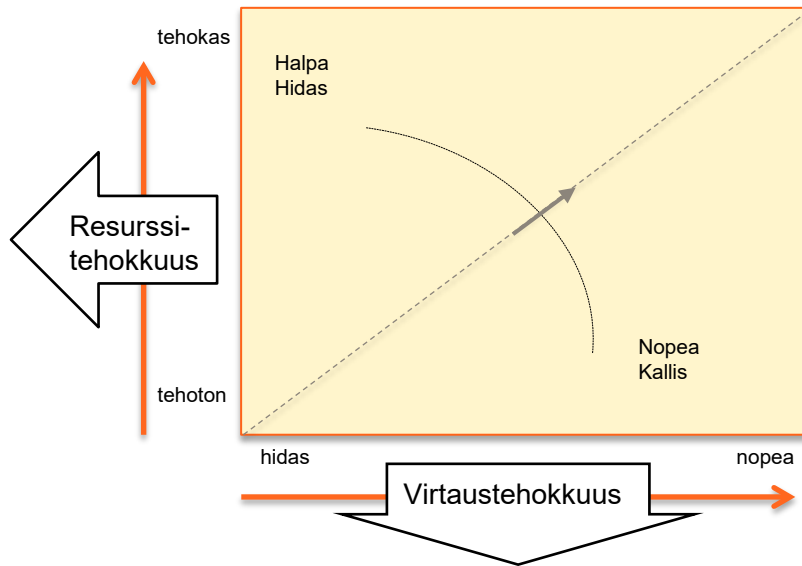 tehokas
Halpa
Hidas
Resurssi-
tehokkuus
Nopea
Kallis
tehoton
hidas
nopea
Virtaustehokkuus